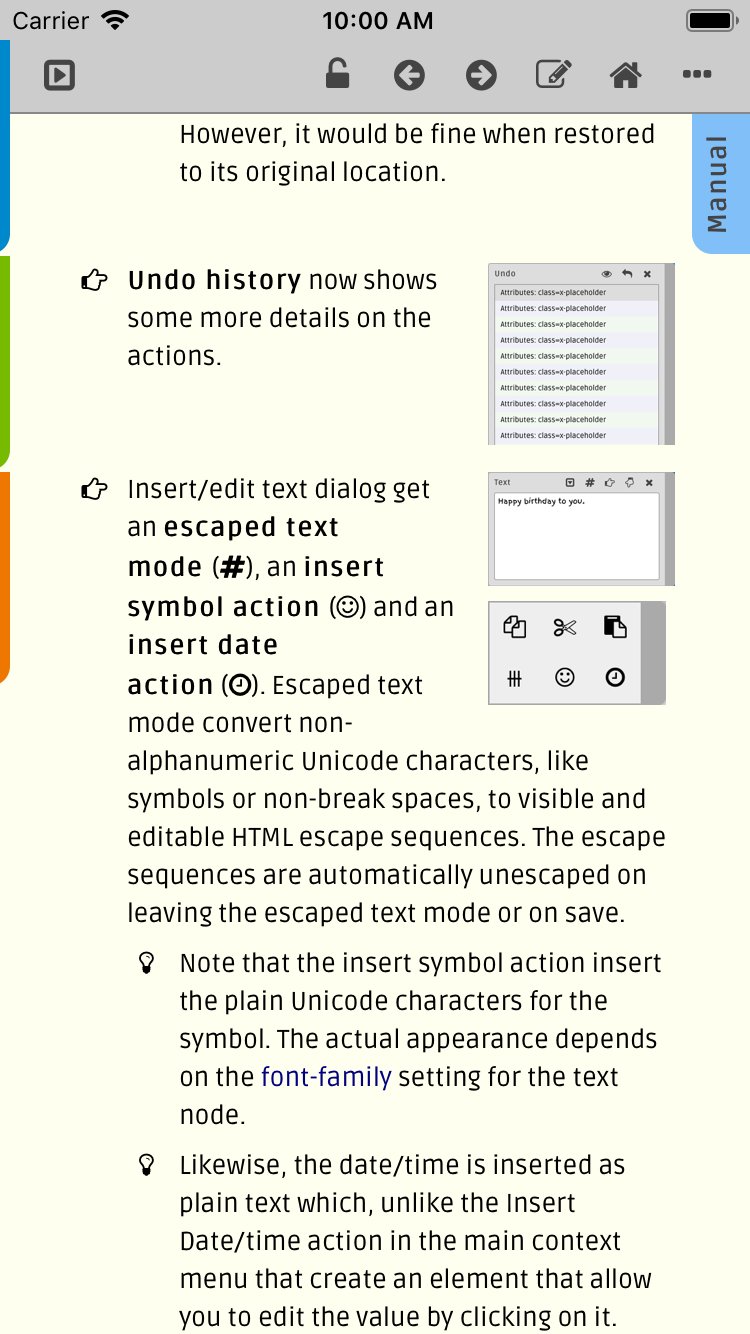 Carrier
10:00 AM
Manual
However, it would be fine when restored
to its original location.
Undo history now shows
some more details on the
actions.
Undo
Attributes: class=x-placeholder
Attributes: class=x-placeholder
Attributes: class=x-placeholder
Attributes: class=x-placeholder
Attributes: class=x-placeholder
Attributes: class=x-placeholder
Attributes: class=x-placeholder
Attributes: class=x-placeholder
Attributes: class=x-placeholder
Attributes: class=x-placeholder
Insert/edit text dialog get
an escaped text
mode (#), an insert
symbol action (☺) and an
insert date
action (🕒). Escaped text
mode convert non-
alphanumeric Unicode characters, like
symbols or non-break spaces, to visible and
editable HTML escape sequences. The escape
sequences are automatically unescaped on
leaving the escaped text mode or on save.
Text
#
Happy birthday to you.
Note that the insert symbol action insert
the plain Unicode characters for the
symbol. The actual appearance depends
on the font-family setting for the text
node.
Likewise, the date/time is inserted as
plain text which, unlike the Insert
Date/time action in the main context
menu that create an element that allow
you to edit the value by clicking on it.